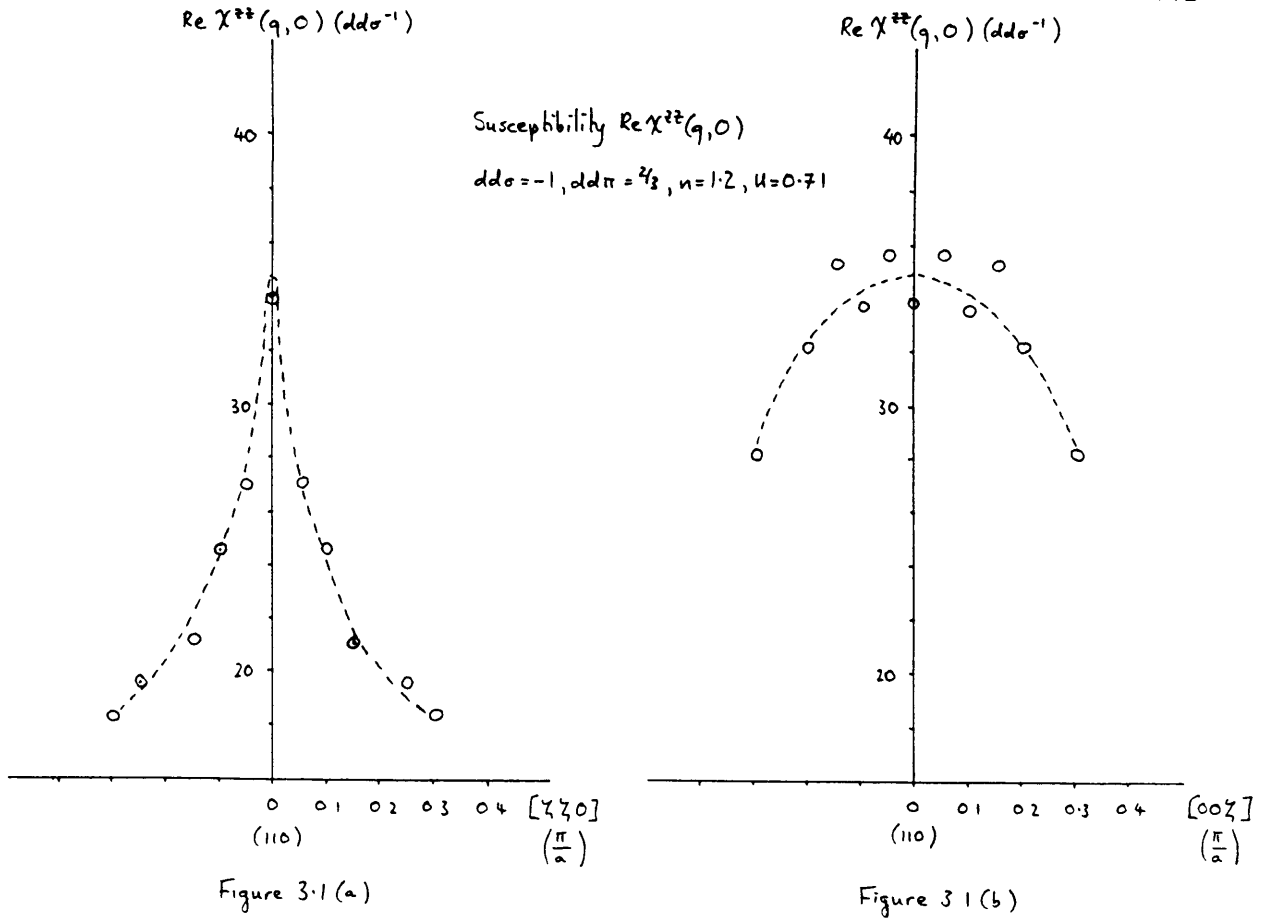 Re χ^{zz}(q,0) (ddσ⁻¹)
40
30
20
0 0 1 0 2 0 3 0 4 [ζζ0]
(110) (π/a)
Figure 3·1 (a)
Susceptibility Re χ^{zz}(q,0)
ddσ=-1, ddπ=2/3, n=1·2, U=0·71
Re χ^{zz}(q,0) (ddσ⁻¹)
40
30
20
0 0 1 0 2 0·3 0 4 [00ζ]
(110) (π/a)
Figure 3 1 (b)